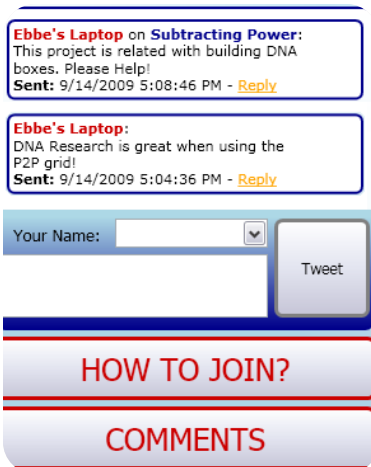 Ebbe's Laptop on Subtracting Power:
This project is related with building DNA
boxes. Please Help!
Sent: 9/14/2009 5:08:46 PM - Reply
Ebbe's Laptop:
DNA Research is great when using the
P2P grid!
Sent: 9/14/2009 5:04:36 PM - Reply
Your Name:
Tweet
HOW TO JOIN?
COMMENTS